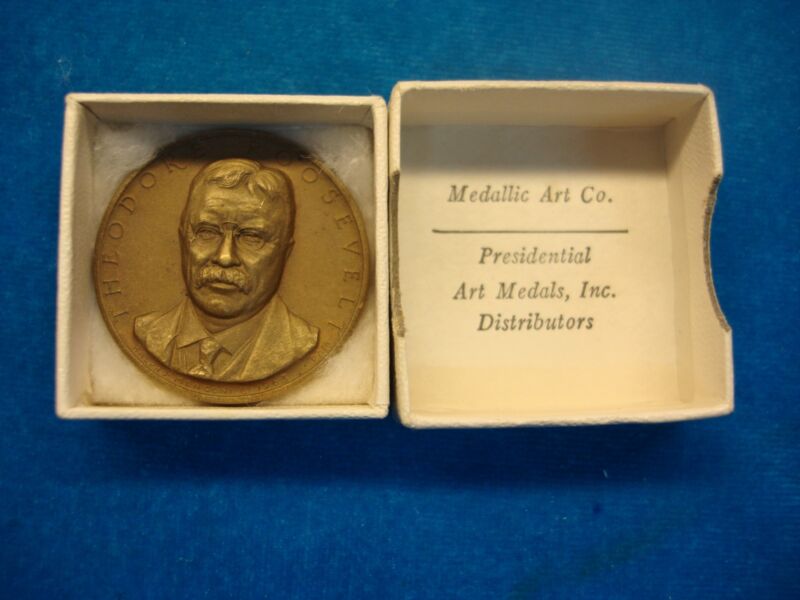 THEODORE ROOSEVELT
Medallic Art Co.
Presidential
Art Medals, Inc.
Distributors